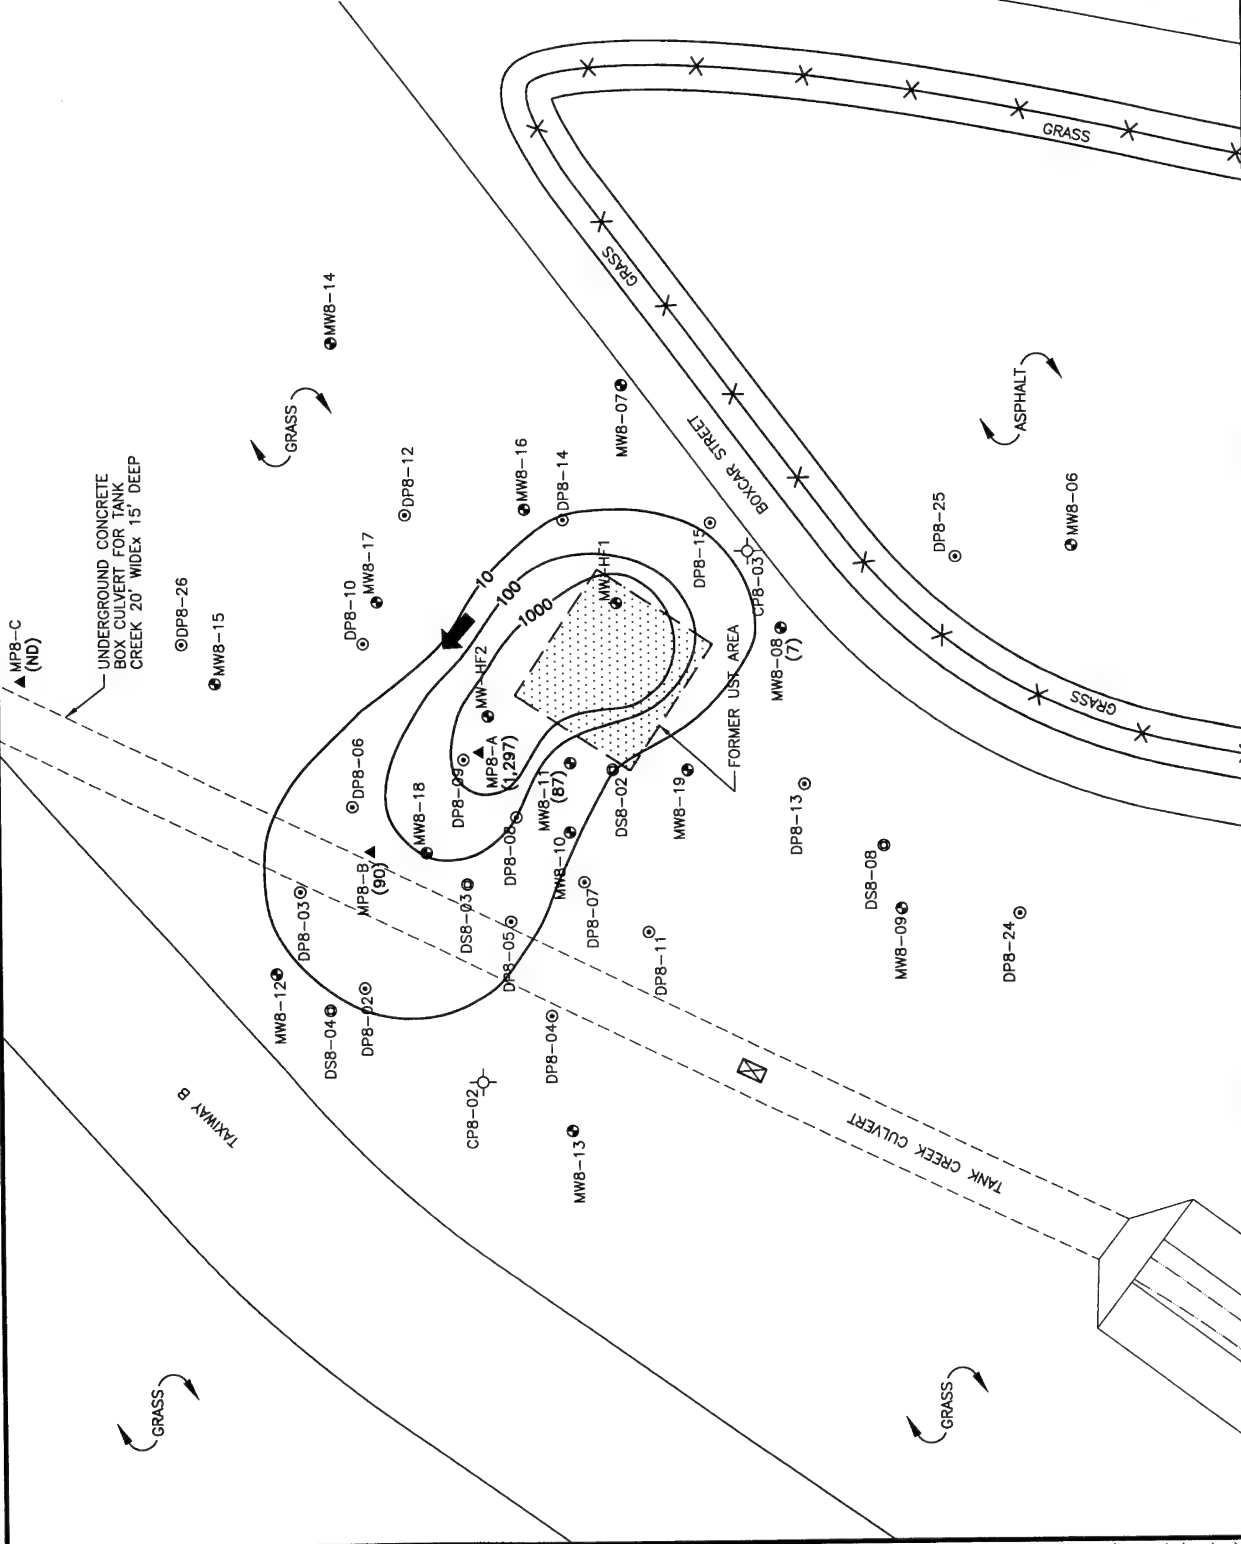 MP8-C
(ND)
UNDERGROUND CONCRETE
BOX CULVERT FOR TANK
CREEK 20' WIDEx 15' DEEP
DP8-26
MW8-15
GRASS
MW8-14
DP8-10
MW8-17
DP8-12
MW8-16
DP8-14
MW8-07
BOXCAR STREET
GRASS
GRASS
GRASS
ASPHALT
DP8-25
MW8-06
10
100
1000
MW-HF1
MW-HF2
DP8-15
CP8-03
MW8-08
(7)
FORMER UST AREA
DP8-06
DP8-09
MP8-A
(1,297)
MW8-11
(87)
DS8-02
MW8-19
MW8-18
DP8-08
MW8-10
DP8-13
DP8-03
MP8-B
(90)
DS8-03
DP8-05
DP8-07
DP8-11
DS8-08
MW8-09
DP8-24
MW8-12
DS8-04
DP8-02
DP8-04
CP8-02
MW8-13
TAXIWAY B
TANK CREEK CULVERT
GRASS
GRASS